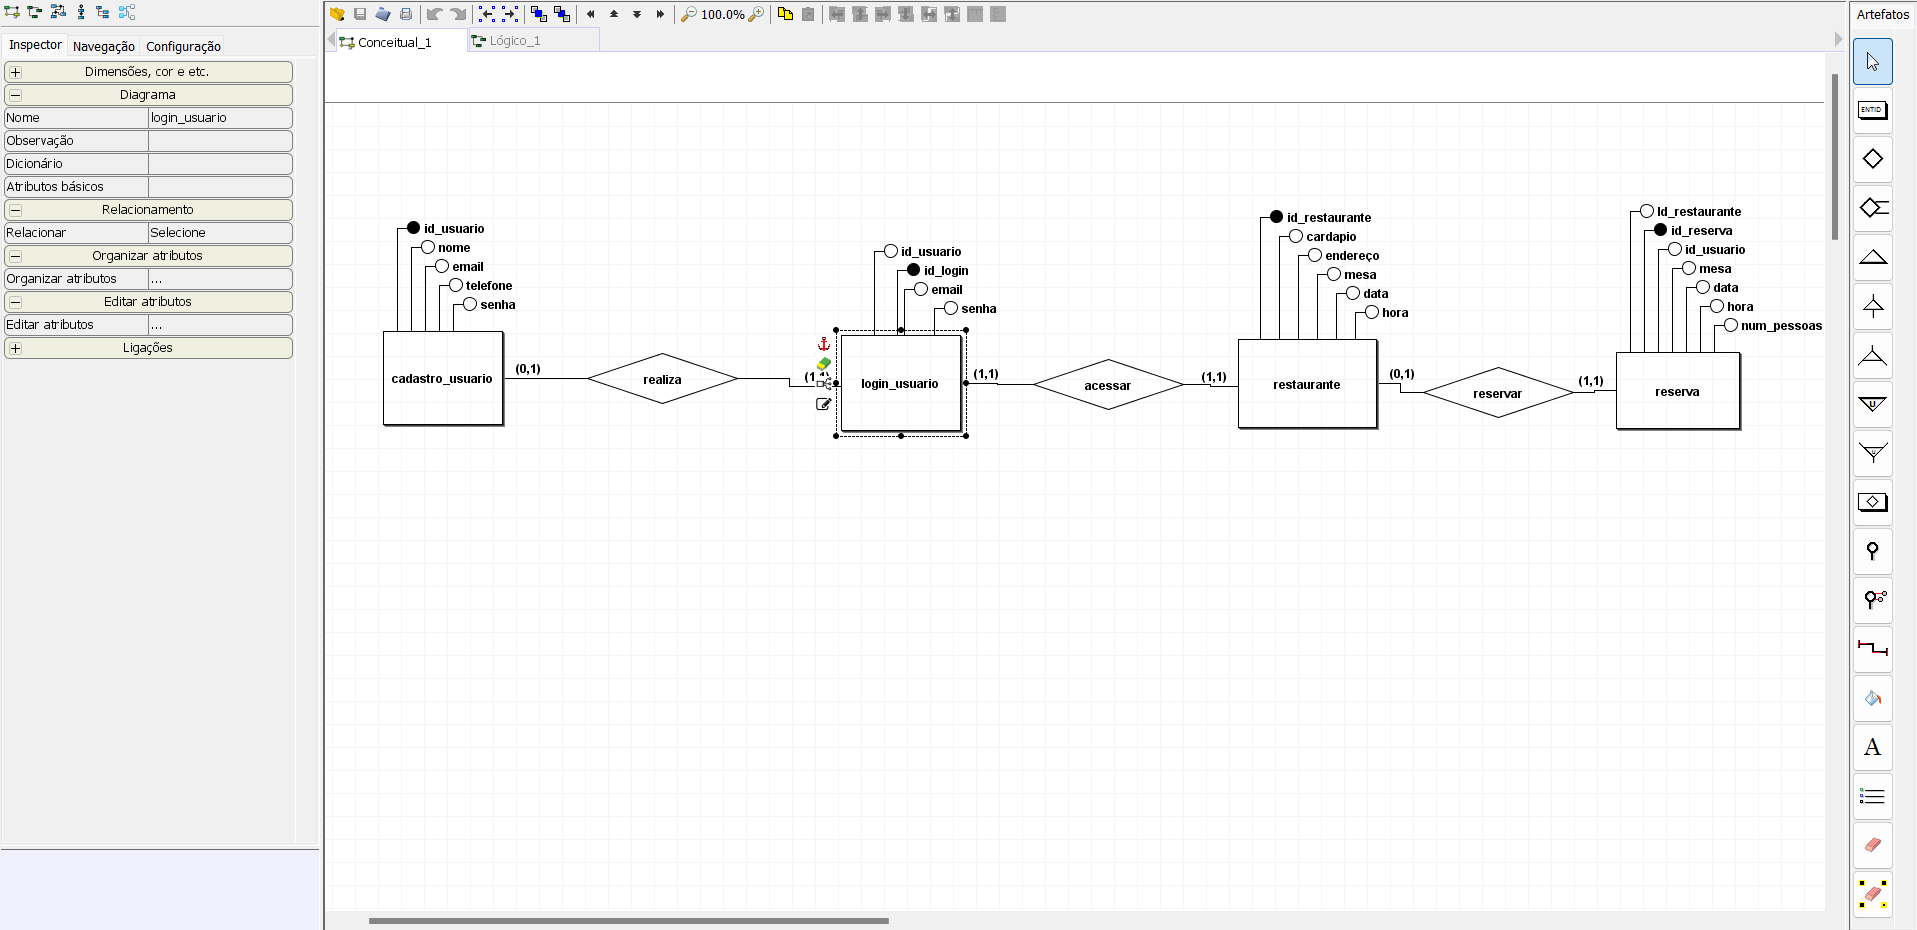 100.0%
Artefatos
Inspector Navegação Configuração
Conceitual_1 Lógico_1
Dimensões, cor e etc.
Diagrama
Nome login_usuario
Observação
Dicionário
Atributos básicos
Relacionamento
Relacionar Selecione
Organizar atributos
Organizar atributos ...
Editar atributos
Editar atributos ...
Ligações
id_usuario
nome
email
telefone
senha
cadastro_usuario
(0,1)
realiza
(1
id_usuario
id_login
email
senha
login_usuario
(1,1)
acessar
(1,1)
id_restaurante
cardapio
endereço
mesa
data
hora
restaurante
(0,1)
reservar
(1,1)
Id_restaurante
id_reserva
id_usuario
mesa
data
hora
num_pessoas
reserva
ENTID
U
A